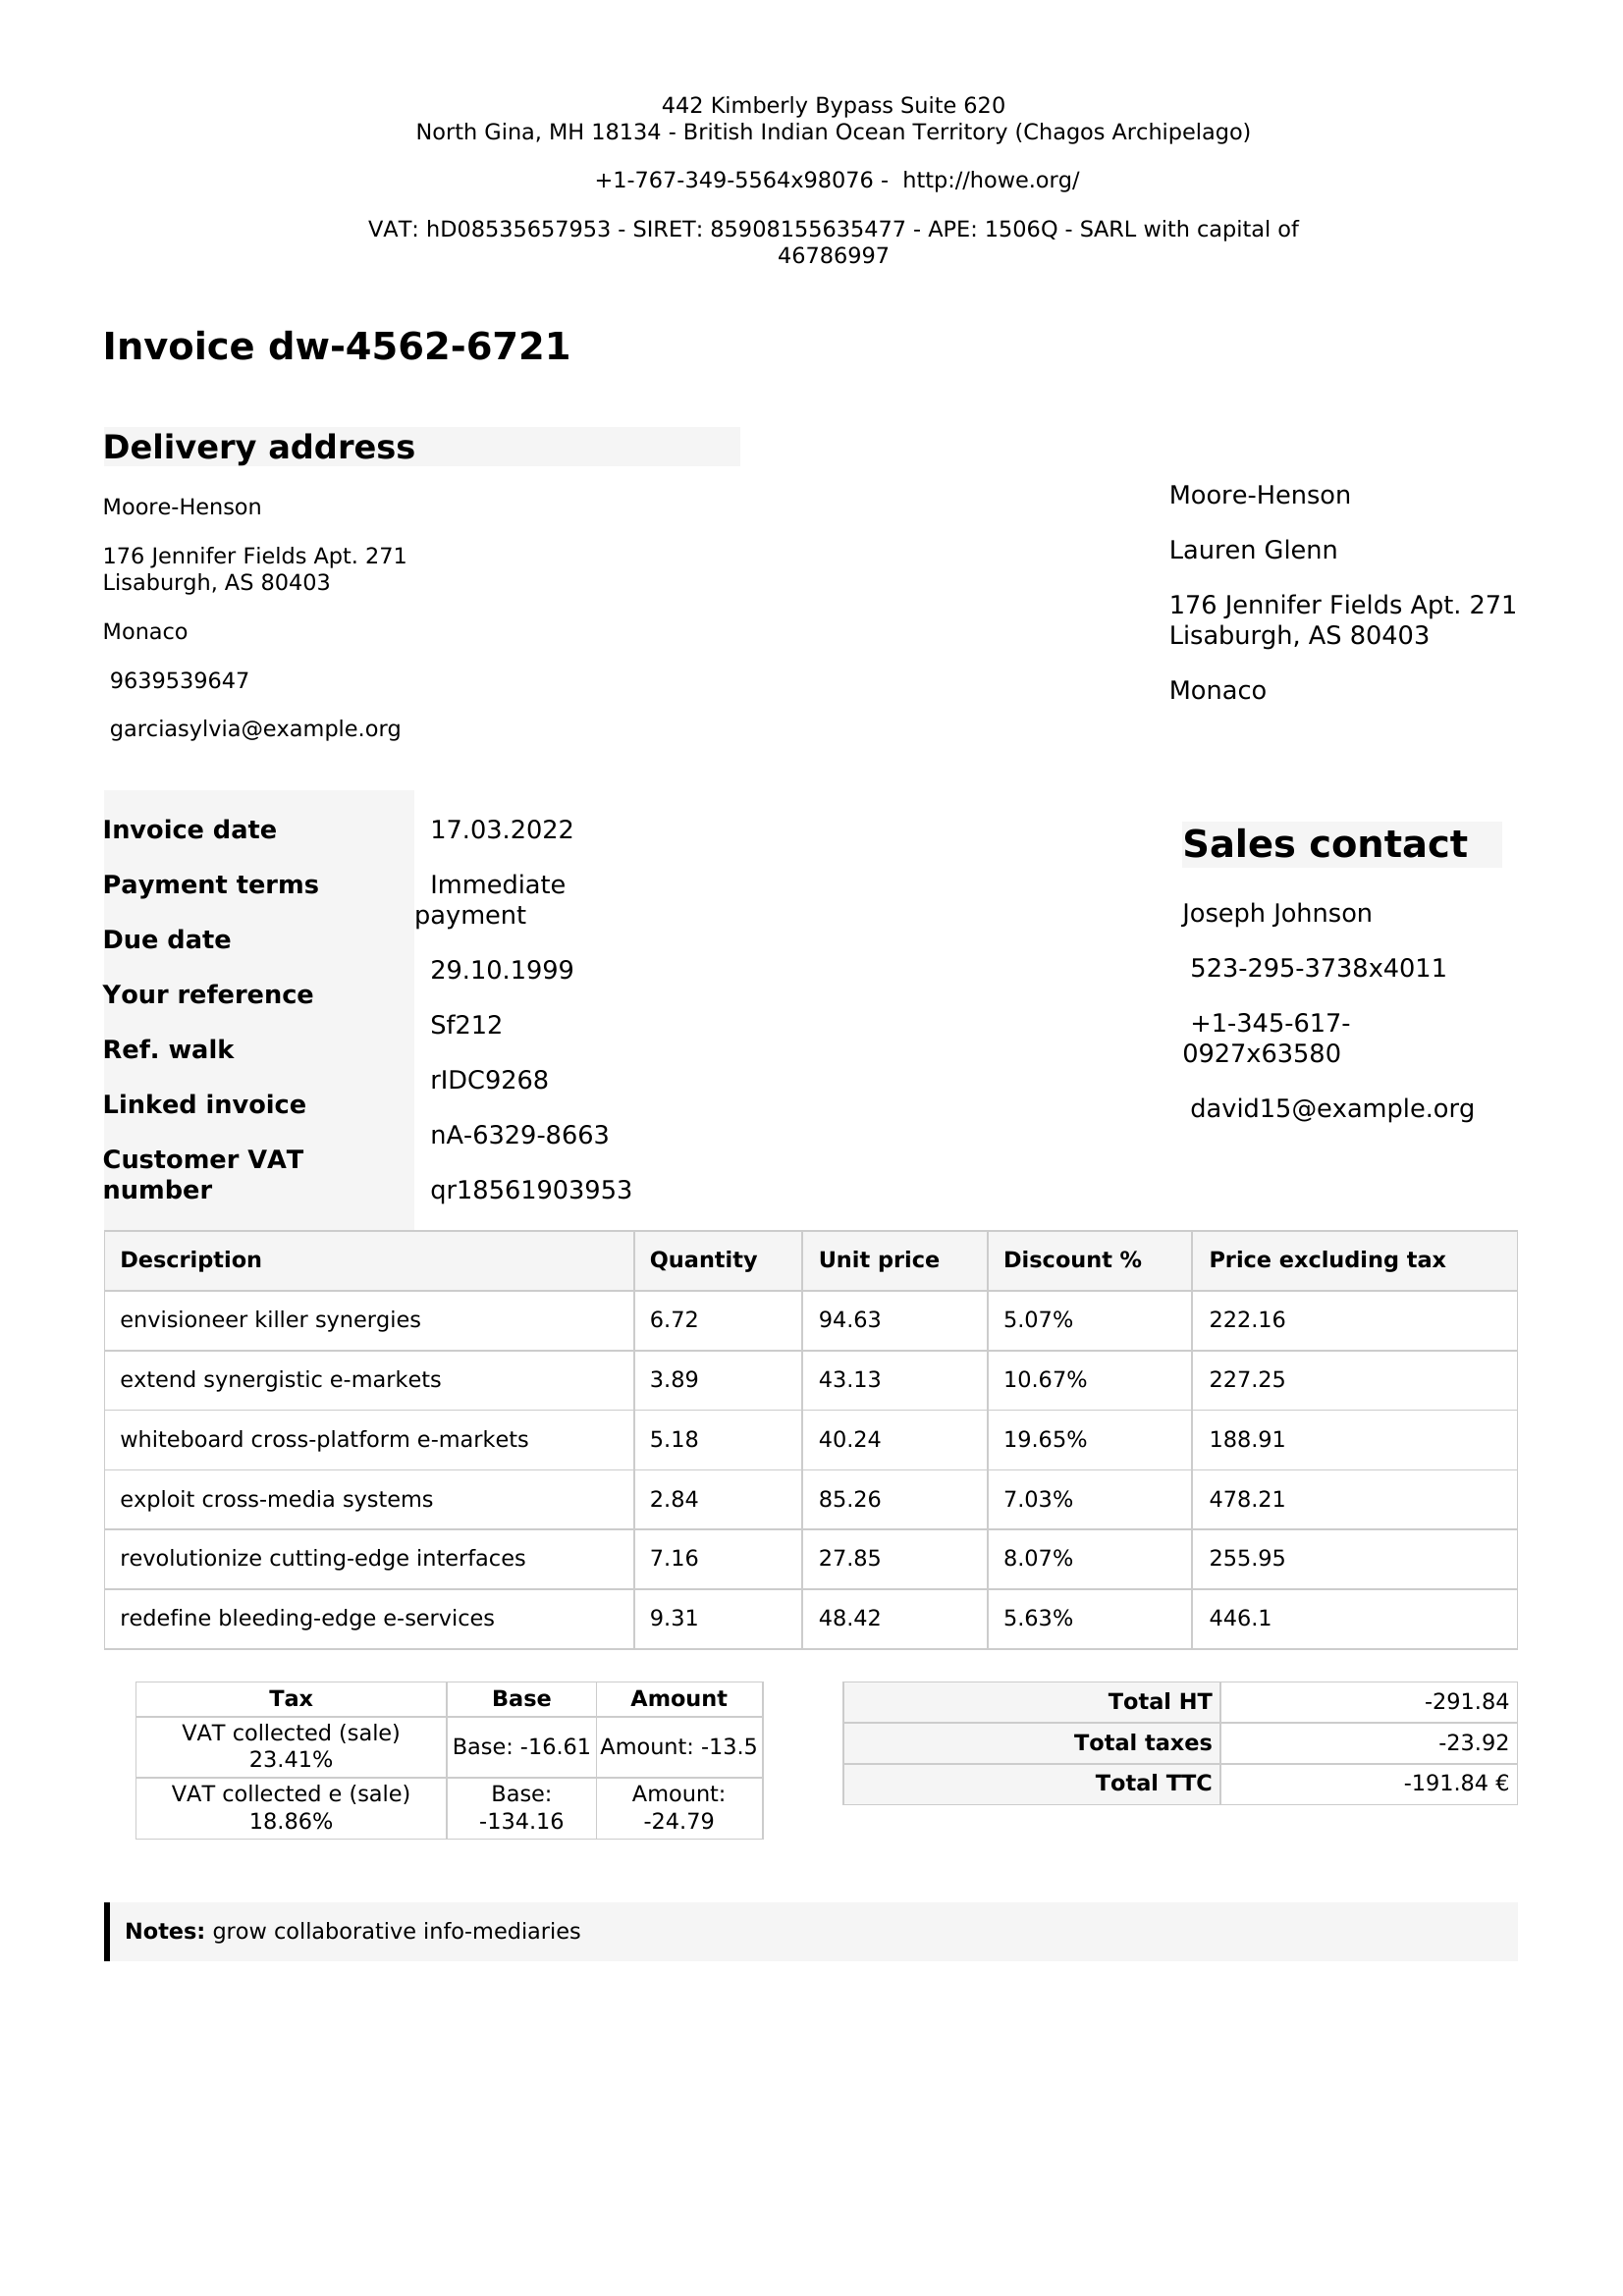 442 Kimberly Bypass Suite 620
North Gina, MH 18134 - British Indian Ocean Territory (Chagos Archipelago)
+1-767-349-5564x98076 - http://howe.org/
VAT: hD08535657953 - SIRET: 85908155635477 - APE: 1506Q - SARL with capital of
46786997
Invoice dw-4562-6721
Delivery address
Moore-Henson
176 Jennifer Fields Apt. 271
Lisaburgh, AS 80403
Monaco
9639539647
garciasylvia@example.org
Moore-Henson
Lauren Glenn
176 Jennifer Fields Apt. 271
Lisaburgh, AS 80403
Monaco
Invoice date
Payment terms
Due date
Your reference
Ref. walk
Linked invoice
Customer VAT
number
17.03.2022
Immediate
payment
29.10.1999
Sf212
rIDC9268
nA-6329-8663
qr18561903953
Sales contact
Joseph Johnson
523-295-3738x4011
+1-345-617-
0927x63580
david15@example.org
Description Quantity Unit price Discount % Price excluding tax
envisioneer killer synergies 6.72 94.63 5.07% 222.16
extend synergistic e-markets 3.89 43.13 10.67% 227.25
whiteboard cross-platform e-markets 5.18 40.24 19.65% 188.91
exploit cross-media systems 2.84 85.26 7.03% 478.21
revolutionize cutting-edge interfaces 7.16 27.85 8.07% 255.95
redefine bleeding-edge e-services 9.31 48.42 5.63% 446.1
Tax Base Amount
VAT collected (sale)
23.41%
Base: -16.61 Amount: -13.5
VAT collected e (sale)
18.86%
Base:
-134.16
Amount:
-24.79
Total HT -291.84
Total taxes -23.92
Total TTC -191.84 €
Notes: grow collaborative info-mediaries